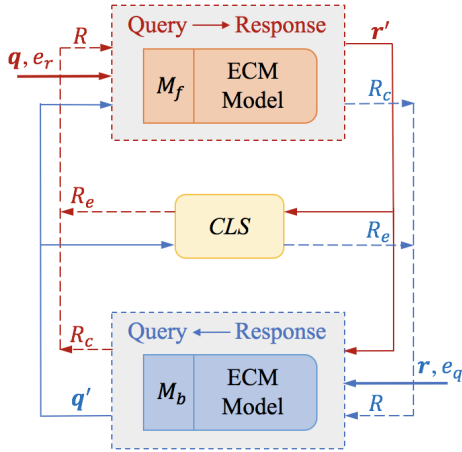 R
Query → Response
r′
q, e_r
M_f
ECM
Model
R_c
R_e
CLS
R_e
R_c
Query ← Response
M_b
ECM
Model
r, e_q
q′
R